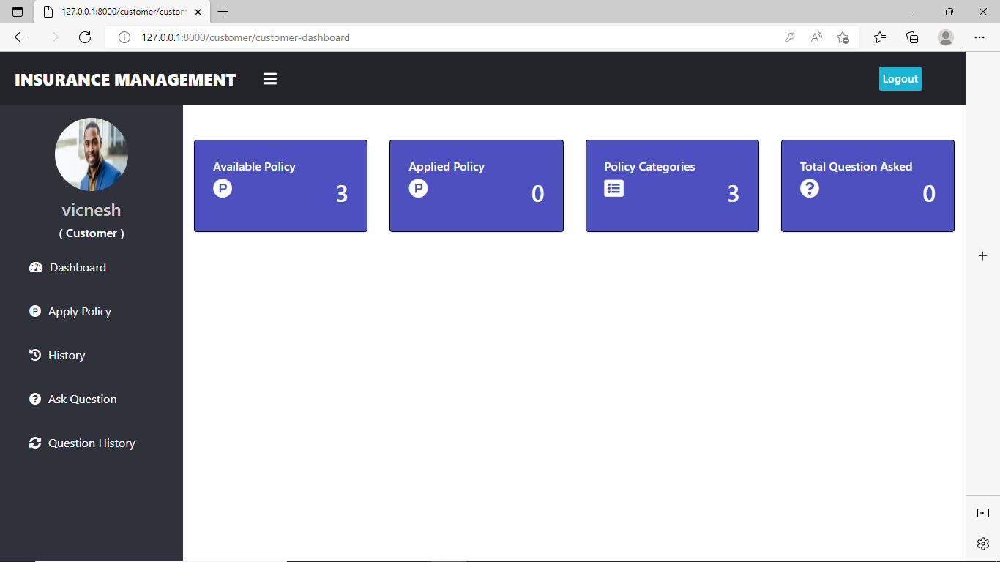 127.0.0.1:8000/customer/custom
127.0.0.1:8000/customer/customer-dashboard
INSURANCE MANAGEMENT
Logout
vicnesh
( Customer )
Dashboard
Apply Policy
History
Ask Question
Question History
Available Policy
P
3
Applied Policy
P
0
Policy Categories
3
Total Question Asked
?
0